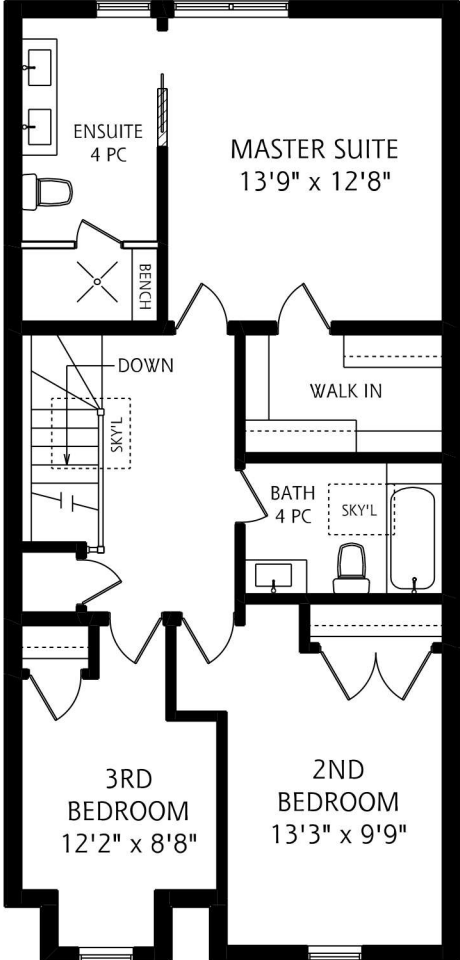 ENSUITE
4 PC
MASTER SUITE
13'9" x 12'8"
BENCH
DOWN
SKY'L
WALK IN
BATH
4 PC
SKY'L
3RD
BEDROOM
12'2" x 8'8"
2ND
BEDROOM
13'3" x 9'9"